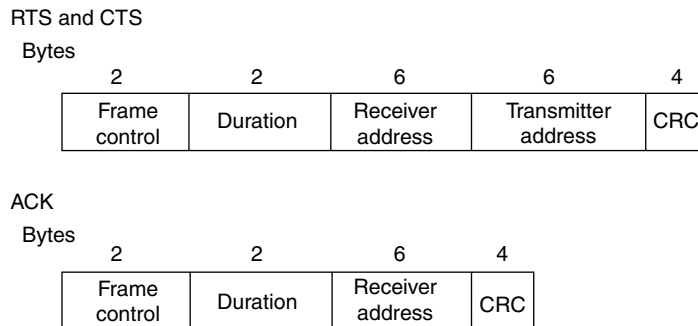 RTS and CTS
Bytes
2 2 6 6 4
Frame control Duration Receiver address Transmitter address CRC
ACK
Bytes
2 2 6 4
Frame control Duration Receiver address CRC